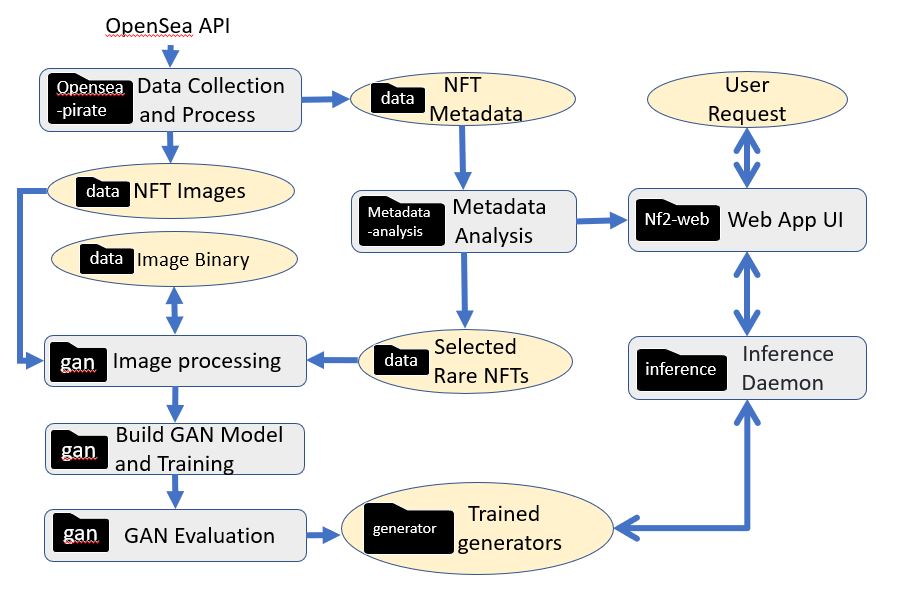 OpenSea API
Opensea
-pirate
Data Collection
and Process
data
NFT
Metadata
User
Request
data
NFT Images
Metadata
-analysis
Metadata
Analysis
Nf2-web
Web App UI
data
Image Binary
gan
Image processing
data
Selected
Rare NFTs
inference
Inference
Daemon
gan
Build GAN Model
and Training
gan
GAN Evaluation
generator
Trained
generators